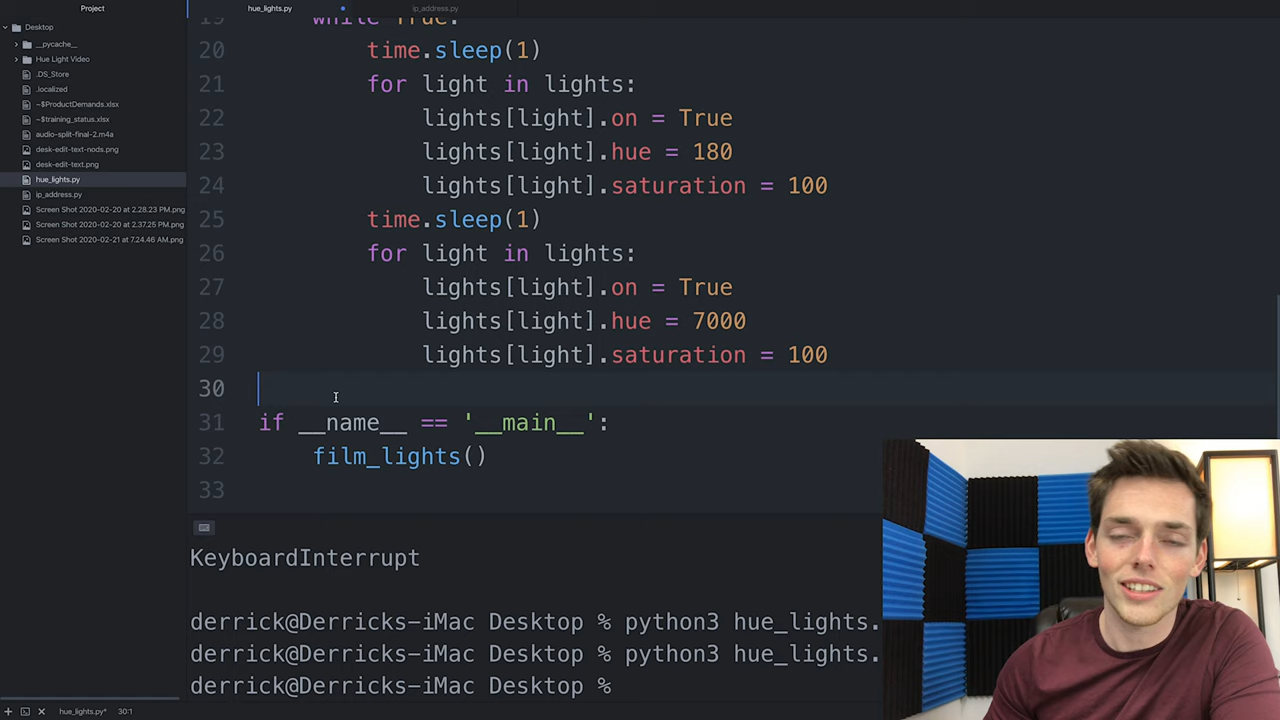 Project
Desktop
__pycache__
Hue Light Video
.DS_Store
.localized
~$ProductDemands.xlsx
~$training_status.xlsx
audio-split-final-2.m4a
desk-edit-text-nods.png
desk-edit-text.png
hue_lights.py
ip_address.py
Screen Shot 2020-02-20 at 2.28.23 PM.png
Screen Shot 2020-02-20 at 2.37.25 PM.png
Screen Shot 2020-02-21 at 7.24.46 AM.png
hue_lights.py ip_address.py
19 while True:
20 time.sleep(1)
21 for light in lights:
22 lights[light].on = True
23 lights[light].hue = 180
24 lights[light].saturation = 100
25 time.sleep(1)
26 for light in lights:
27 lights[light].on = True
28 lights[light].hue = 7000
29 lights[light].saturation = 100
30
31 if __name__ == '__main__':
32 film_lights()
33
KeyboardInterrupt
derrick@Derricks-iMac Desktop % python3 hue_lights.
derrick@Derricks-iMac Desktop % python3 hue_lights.
derrick@Derricks-iMac Desktop %
hue_lights.py* 30:1